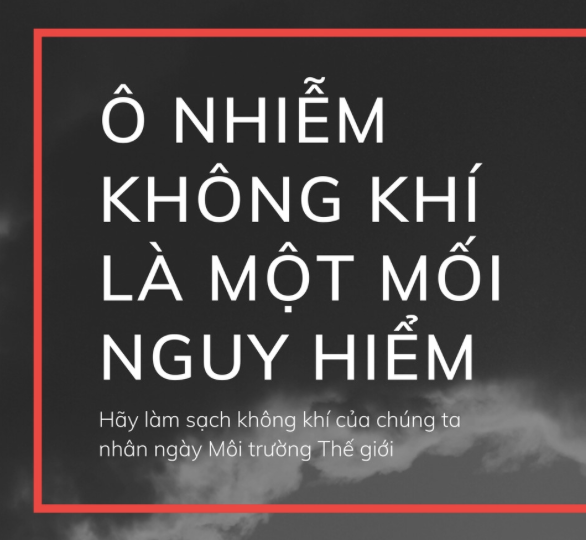 Ô NHIỄM
KHÔNG KHÍ
LÀ MỘT MỐI
NGUY HIỂM
Hãy làm sạch không khí của chúng ta
nhân ngày Môi trường Thế giới